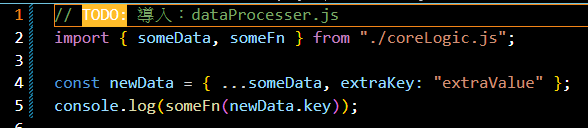 1 // TODO: 導入：dataProcesser.js
2 import { someData, someFn } from "./coreLogic.js";
3
4 const newData = { ...someData, extraKey: "extraValue" };
5 console.log(someFn(newData.key));